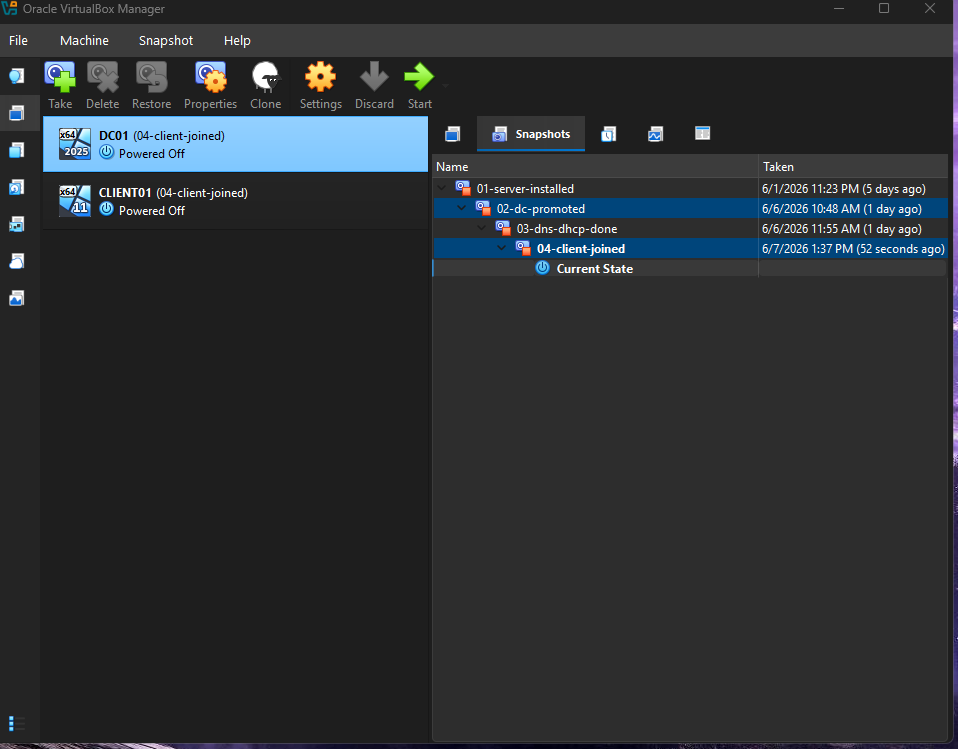 Oracle VirtualBox Manager
File Machine Snapshot Help
Take Delete Restore Properties Clone Settings Discard Start
x64 2025 DC01 (04-client-joined)
Powered Off
x64 11 CLIENT01 (04-client-joined)
Powered Off
Snapshots
Name Taken
01-server-installed 6/1/2026 11:23 PM (5 days ago)
02-dc-promoted 6/6/2026 10:48 AM (1 day ago)
03-dns-dhcp-done 6/6/2026 11:55 AM (1 day ago)
04-client-joined 6/7/2026 1:37 PM (52 seconds ago)
Current State